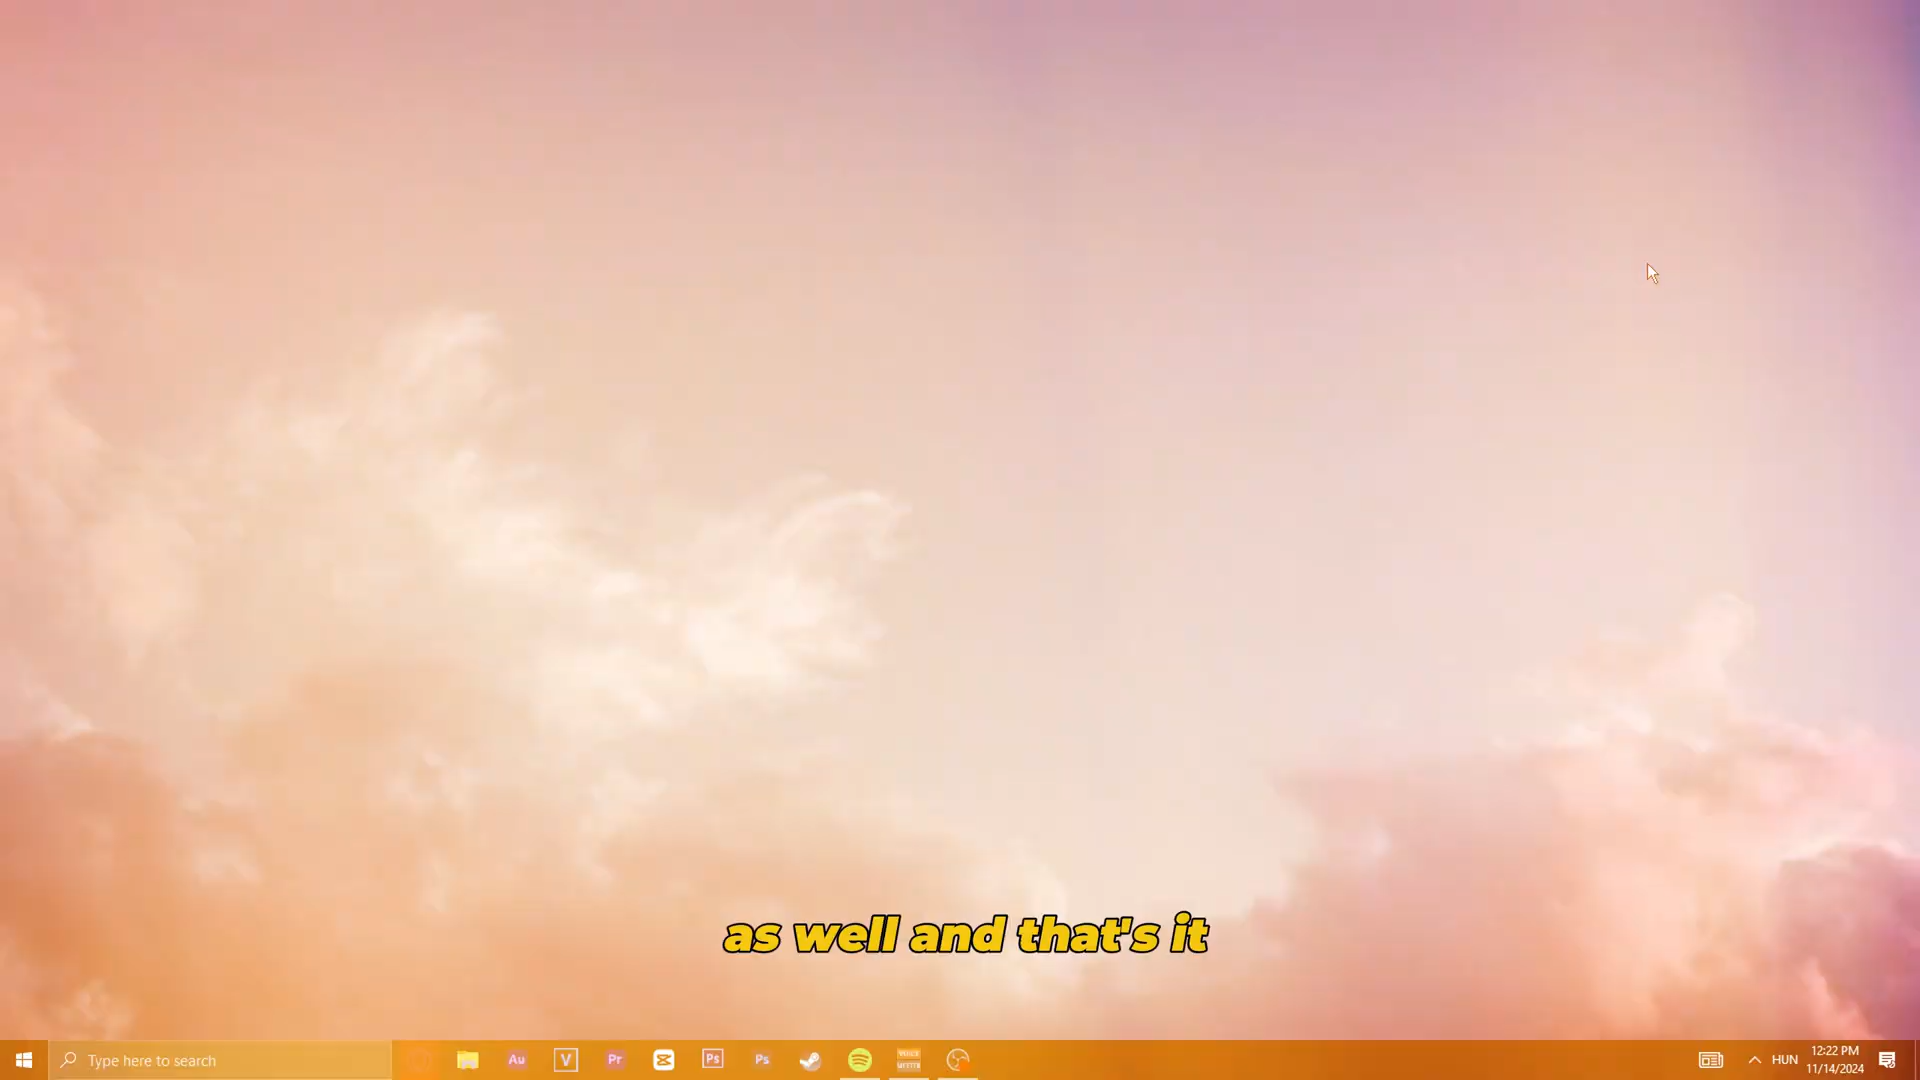 as well and that's it
Type here to search
Au
V
Pr
Ps
Ps
VOICE
HUN
12:22 PM
11/14/2024